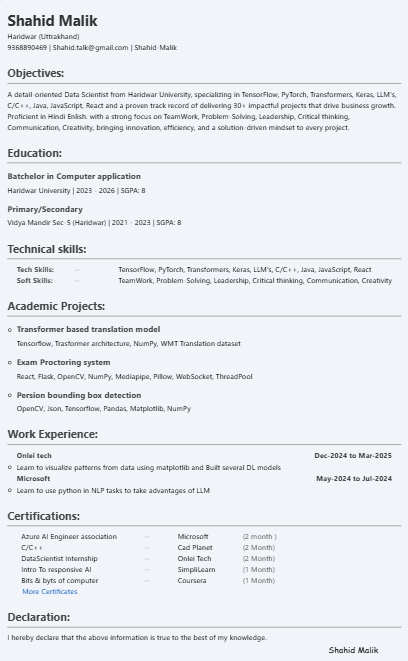 Shahid Malik
Haridwar (Uttrakhand)
9368890469 | Shahid.talk@gmail.com | Shahid-Malik
Objectives:
A detail-oriented Data Scientist from Haridwar University, specializing in TensorFlow, PyTorch, Transformers, Keras, LLM's,
C/C++, Java, JavaScript, React and a proven track record of delivering 30+ impactful projects that drive business growth.
Proficient in Hindi Enlish. with a strong focus on TeamWork, Problem-Solving, Leadership, Critical thinking,
Communication, Creativity, bringing innovation, efficiency, and a solution-driven mindset to every project.
Education:
Batchelor in Computer application
Haridwar University | 2023 - 2026 | SGPA: 8
Primary/Secondary
Vidya Mandir Sec-5 (Haridwar) | 2021 - 2023 | SGPA: 8
Technical skills:
Tech Skills: -- TensorFlow, PyTorch, Transformers, Keras, LLM's, C/C++, Java, JavaScript, React
Soft Skills: -- TeamWork, Problem-Solving, Leadership, Critical thinking, Communication, Creativity
Academic Projects:
Transformer based translation model
Tensorflow, Trasformer architecture, NumPy, WMT Translation dataset
Exam Proctoring system
React, Flask, OpenCV, NumPy, Mediapipe, Pillow, WebSocket, ThreadPool
Persion bounding box detection
OpenCV, Json, Tensorflow, Pandas, Matplotlib, NumPy
Work Experience:
Onlei tech Dec-2024 to Mar-2025
Learn to visualize patterns from data using matplotlib and Built several DL models
Microsoft May-2024 to Jul-2024
Learn to use python in NLP tasks to take advantages of LLM
Certifications:
Azure AI Engineer association -- Microsoft (2 month )
C/C++ -- Cad Planet (2 Month)
DataScientist Internship -- Onlei Tech (2 Month)
Intro To responsive AI -- SimpliLearn (1 Month)
Bits & byts of computer -- Coursera (1 Month)
More Certificates
Declaration:
I hereby declare that the above information is true to the best of my knowledge.
Shahid Malik